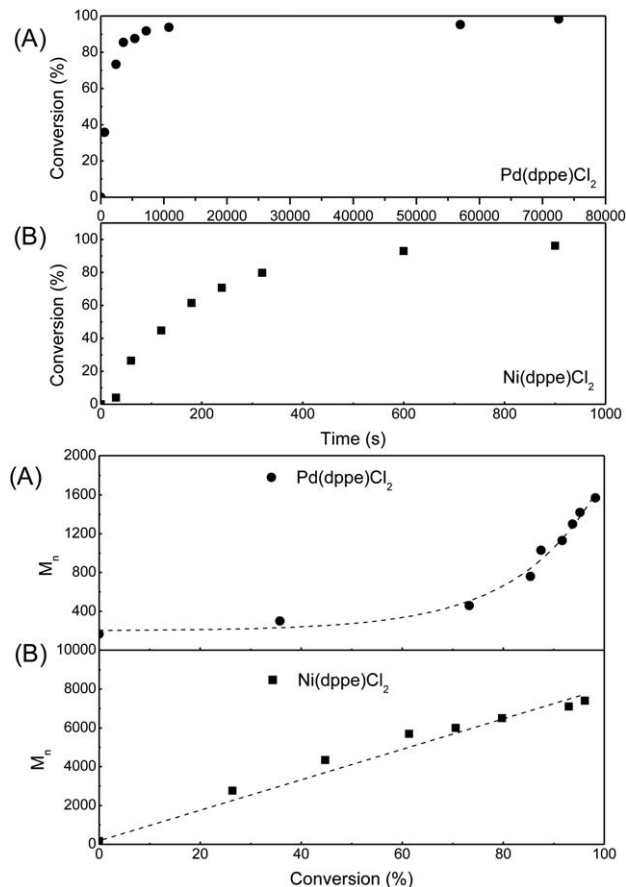 (A)
100
80
60
40
20
0
Conversion (%)
Pd(dppe)Cl₂
0 10000 20000 30000 40000 50000 60000 70000 80000
(B)
100
80
60
40
20
0
Conversion (%)
Ni(dppe)Cl₂
0 200 400 600 800 1000
Time (s)
(A)
2000
1600
1200
800
400
Mₙ
Pd(dppe)Cl₂
(B)
10000
8000
6000
4000
2000
0
Mₙ
Ni(dppe)Cl₂
0 20 40 60 80 100
Conversion (%)